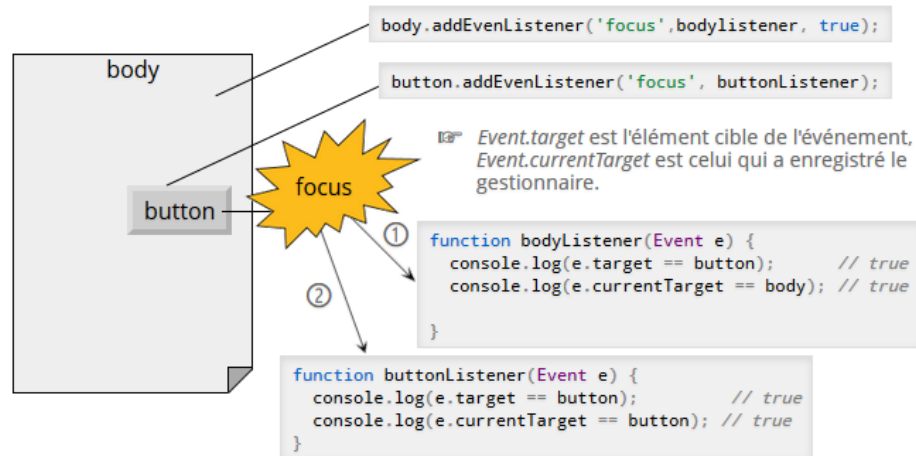 body.addEvenListener('focus',bodylistener, true);
body
button.addEvenListener('focus', buttonListener);
☞ Event.target est l'élément cible de l'événement,
Event.currentTarget est celui qui a enregistré le
gestionnaire.
focus
button
①
function bodyListener(Event e) {
console.log(e.target == button); // true
console.log(e.currentTarget == body); // true
}
②
function buttonListener(Event e) {
console.log(e.target == button); // true
console.log(e.currentTarget == button); // true
}